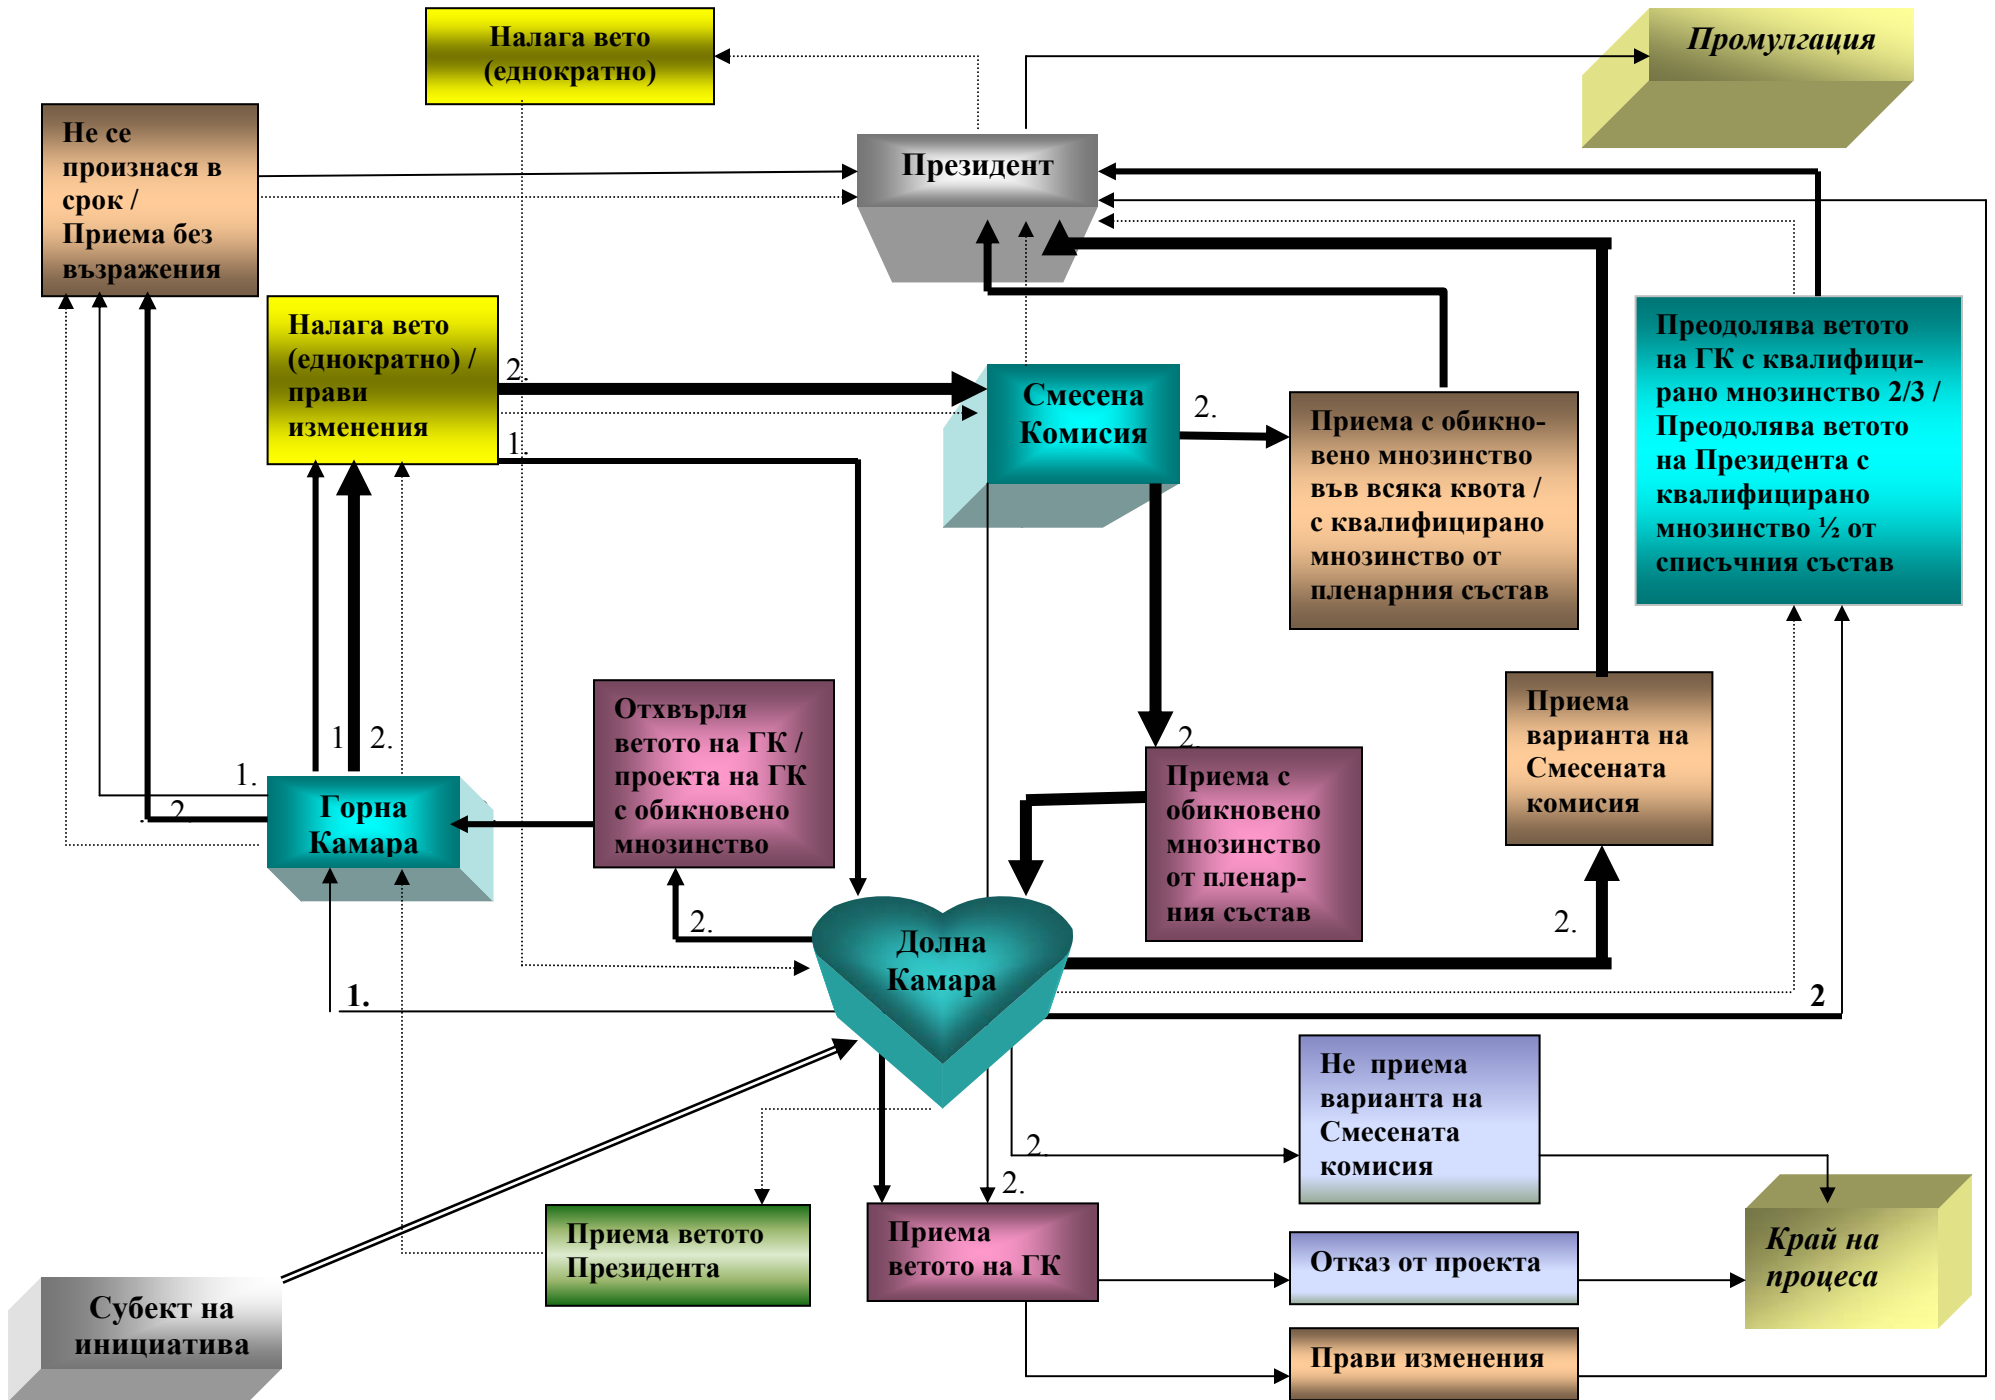 Налага вето
(еднократно)
Промулгация
Не се
произнася в
срок /
Приема без
възражения
Президент
Налага вето
(еднократно) /
прави
изменения
2.
1.
Смесена
Комисия
2.
Приема с обикно-
вено мнозинство
във всяка квота /
с квалифицирано
мнозинство от
пленарния състав
Преодолява ветото
на ГК с квалифици-
рано мнозинство 2/3 /
Преодолява ветото
на Президента с
квалифицирано
мнозинство ½ от
списъчния състав
Отхвърля
ветото на ГК /
проекта на ГК
с обикновено
мнозинство
1
2.
1.
2.
Горна
Камара
2.
Приема с
обикновено
мнозинство
от пленар-
ния състав
Приема
варианта на
Смесената
комисия
2.
2.
Долна
Камара
1.
2
Не приема
варианта на
Смесената
комисия
2.
2.
Приема ветото
Президента
Приема
ветото на ГК
Отказ от проекта
Край на
процеса
Субект на
инициатива
Прави изменения